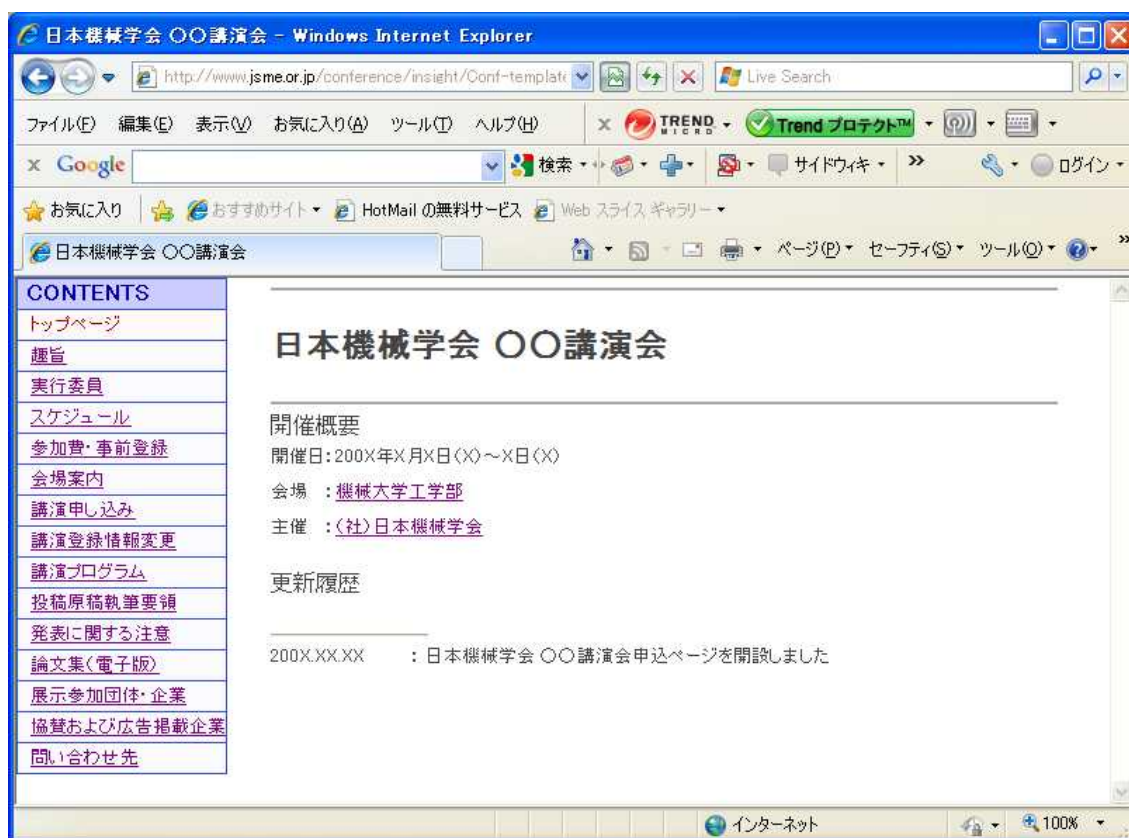 日本機械学会 〇〇講演会 - Windows Internet Explorer
http://www.jsme.or.jp/conference/insight/Conf-template
Live Search
ファイル(F) 編集(E) 表示(V) お気に入り(A) ツール(T) ヘルプ(H) x TREND MICRO Trend プロテクト™
x Google 検索 サイドウィキ ログイン
お気に入り おすすめサイト HotMail の無料サービス Web スライス ギャラリー
日本機械学会 〇〇講演会 ページ(P) セーフティ(S) ツール(O)
CONTENTS
トップページ
趣旨
実行委員
スケジュール
参加費・事前登録
会場案内
講演申し込み
講演登録情報変更
講演プログラム
投稿原稿執筆要領
発表に関する注意
論文集(電子版)
展示参加団体・企業
協賛および広告掲載企業
問い合わせ先
日本機械学会 〇〇講演会
開催概要
開催日:200X年X月X日(X)～X日(X)
会場 :機械大学工学部
主催 :(社)日本機械学会
更新履歴
200X.XX.XX :日本機械学会 〇〇講演会申込ページを開設しました
インターネット 100%